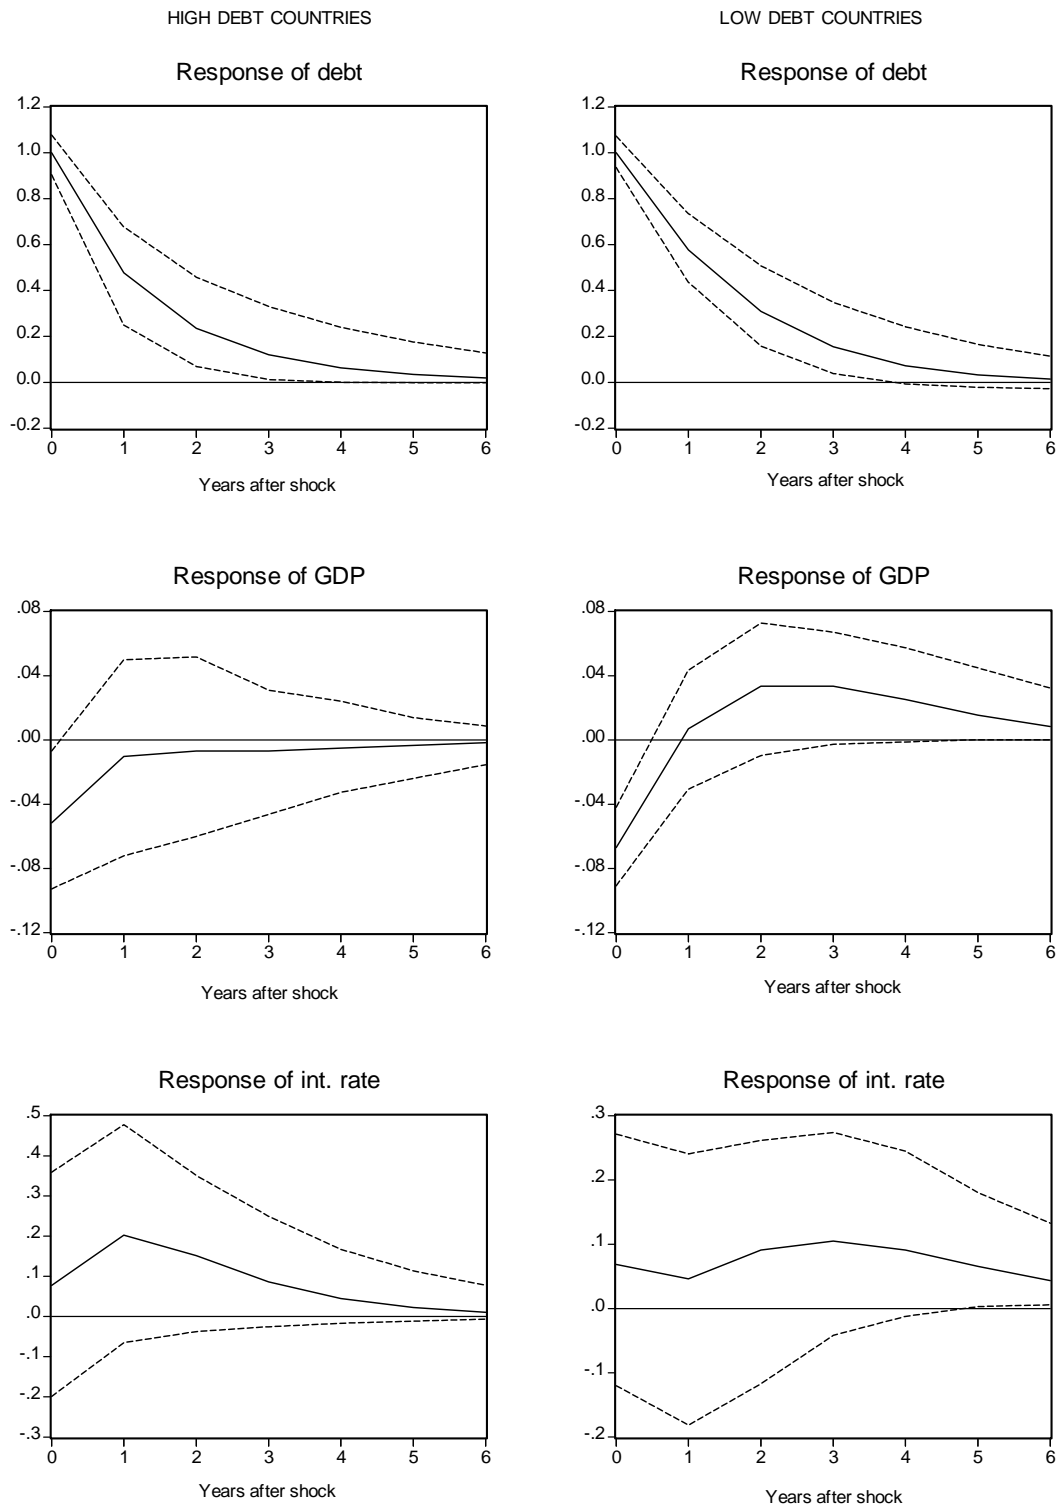 HIGH DEBT COUNTRIES
LOW DEBT COUNTRIES
Response of debt
1.2
1.0
0.8
0.6
0.4
0.2
0.0
-0.2
0 1 2 3 4 5 6
Years after shock
Response of debt
1.2
1.0
0.8
0.6
0.4
0.2
0.0
-0.2
0 1 2 3 4 5 6
Years after shock
Response of GDP
.08
.04
.00
-.04
-.08
-.12
0 1 2 3 4 5 6
Years after shock
Response of GDP
.08
.04
.00
-.04
-.08
-.12
0 1 2 3 4 5 6
Years after shock
Response of int. rate
.5
.4
.3
.2
.1
.0
-.1
-.2
-.3
0 1 2 3 4 5 6
Years after shock
Response of int. rate
.3
.2
.1
.0
-.1
-.2
0 1 2 3 4 5 6
Years after shock